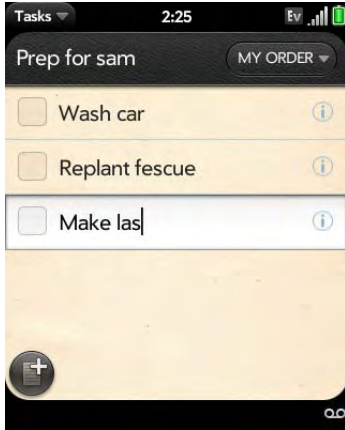 Tasks
2:25
Ev
Prep for sam
MY ORDER
Wash car
Replant fescue
Make las